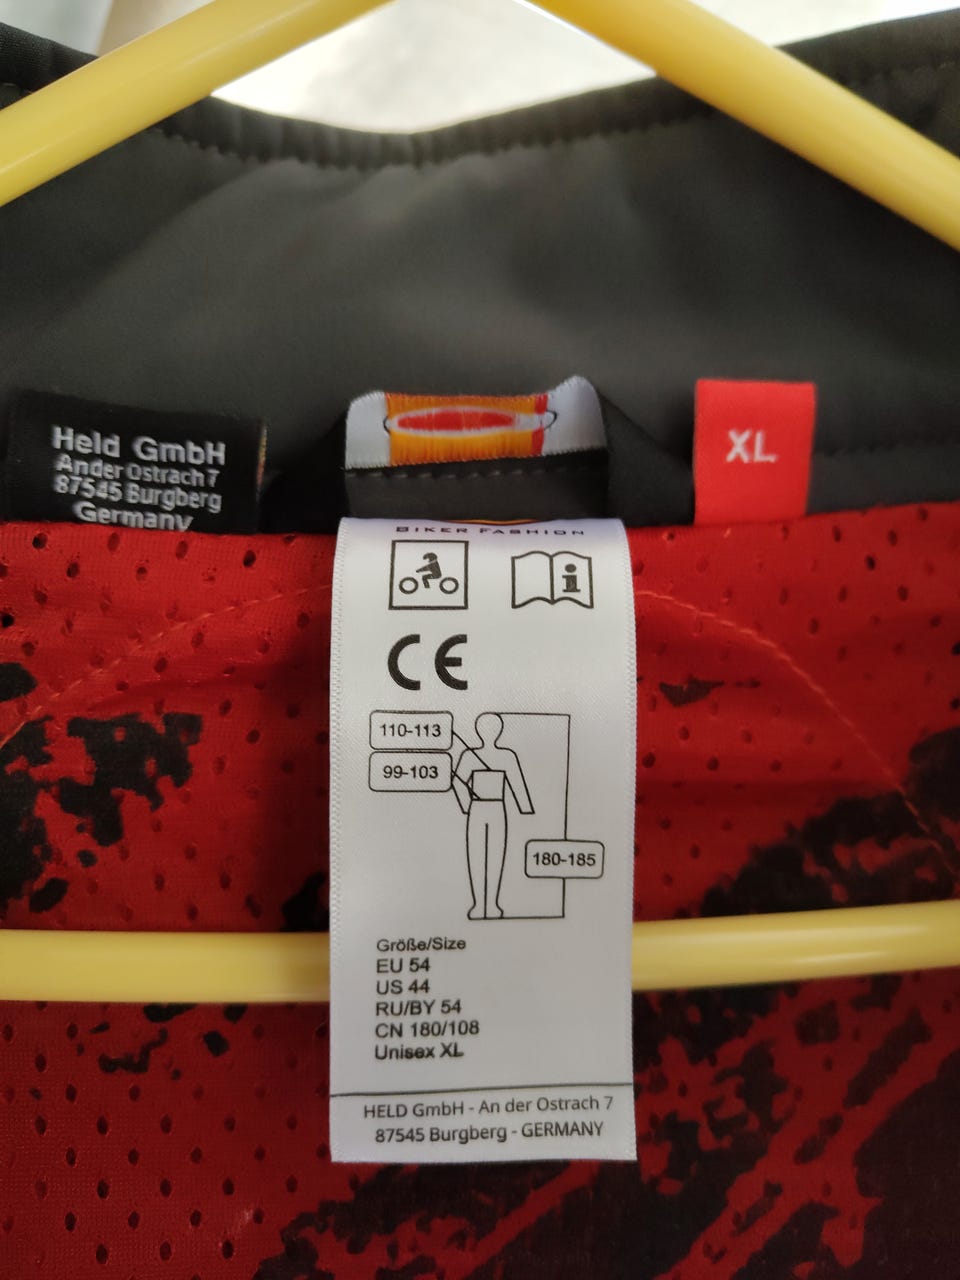 Held GmbH
An der Ostrach 7
87545 Burgberg
Germany
XL
BIKER FASHION
i
CE
110-113
99-103
180-185
Größe/Size
EU 54
US 44
RU/BY 54
CN 180/108
Unisex XL
HELD GmbH - An der Ostrach 7
87545 Burgberg - GERMANY